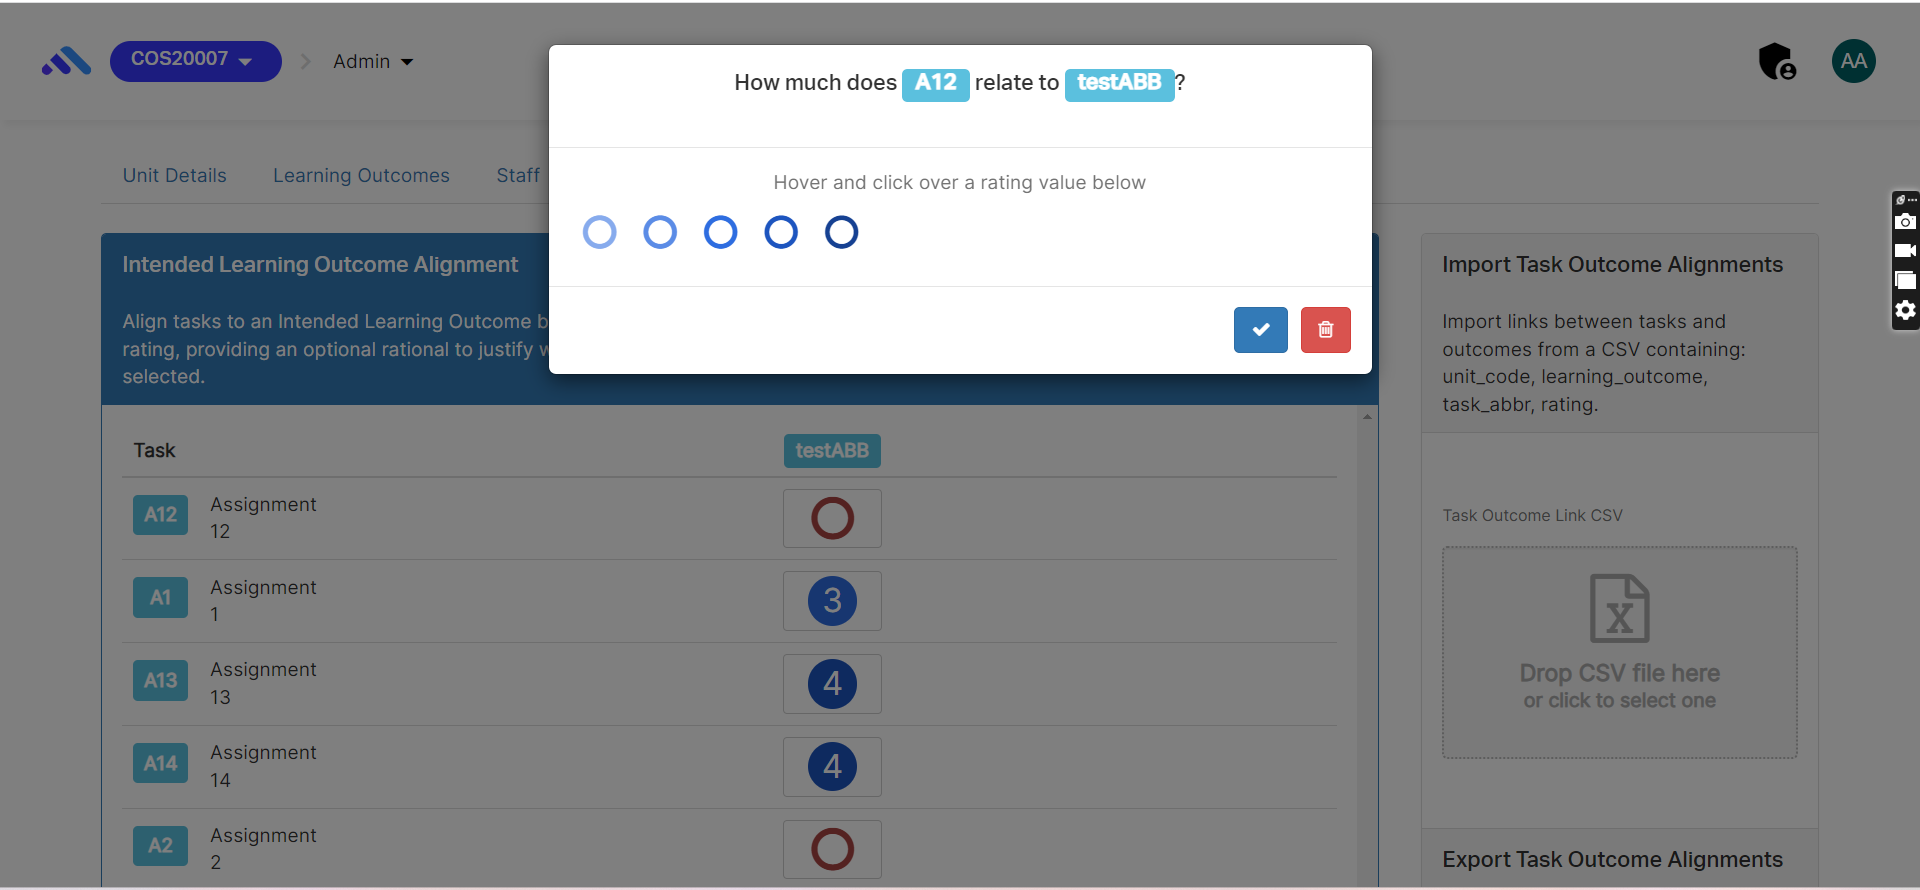 COS20007
Admin
AA
How much does A12 relate to testABB ?
Hover and click over a rating value below
Unit Details
Learning Outcomes
Staff
Intended Learning Outcome Alignment
Align tasks to an Intended Learning Outcome b
rating, providing an optional rational to justify
selected.
Task
testABB
A12
Assignment
12
A1
Assignment
1
3
A13
Assignment
13
4
A14
Assignment
14
4
A2
Assignment
2
Import Task Outcome Alignments
Import links between tasks and
outcomes from a CSV containing:
unit_code, learning_outcome,
task_abbr, rating.
Task Outcome Link CSV
X
Drop CSV file here
or click to select one
Export Task Outcome Alignments